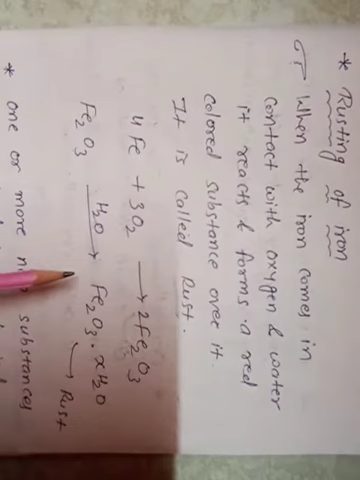 * Rusting of iron
When the iron comes in
contact with oxygen & water
it reacts & forms a red
colored substance over it.
It is called Rust.
4Fe + 3O₂ ⟶ 2Fe₂O₃
Fe₂O₃ H₂O⟶ Fe₂O₃. xH₂O
Rust
* one or more substances